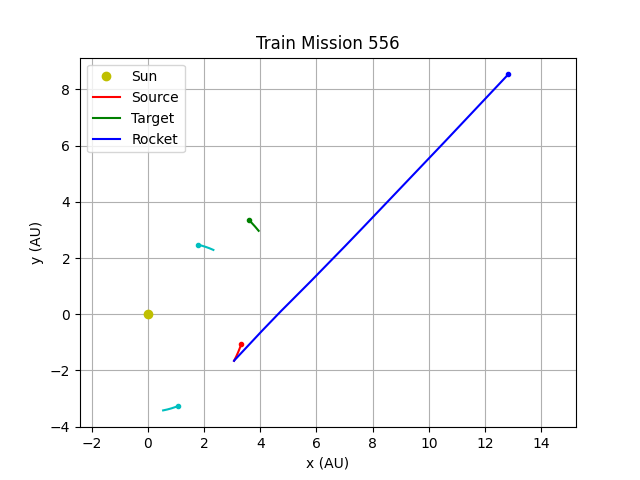 Train Mission 556
Sun
Source
Target
Rocket
8
6
4
2
0
−2
−4
y (AU)
−2 0 2 4 6 8 10 12 14
x (AU)